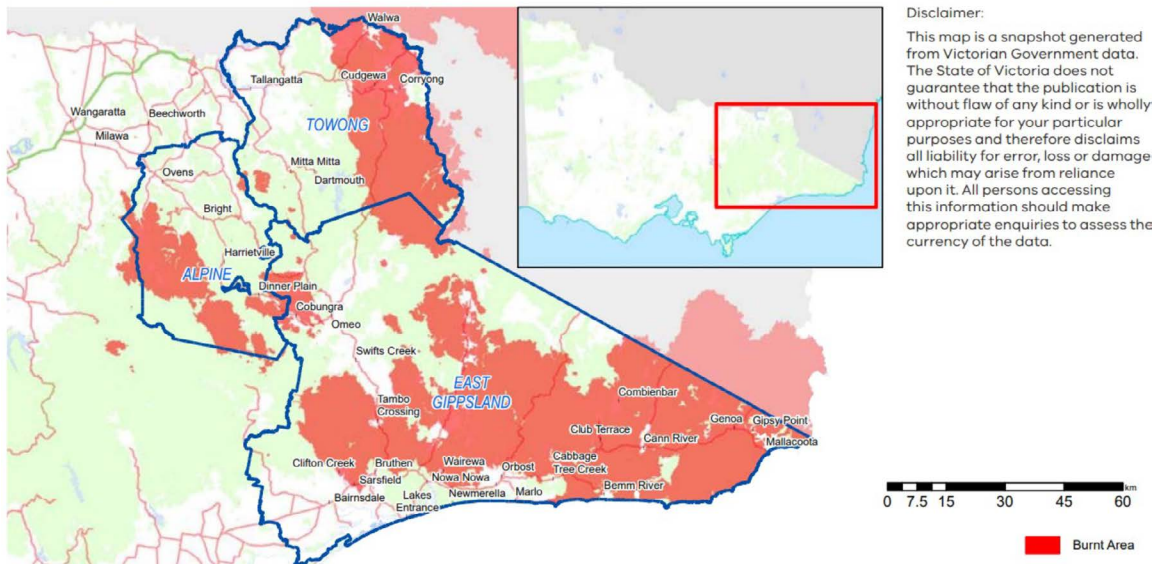 Walwa
Tallangatta
Cudgewa
Corryong
Wangaratta
Beechworth
TOWONG
Milawa
Mitta Mitta
Ovens
Dartmouth
Bright
Harrietville
ALPINE
Dinner Plain
Cobungra
Omeo
Swifts Creek
EAST
GIPPSLAND
Combienbar
Tambo
Crossing
Genoa
Gipsy Point
Club Terrace
Cann River
Mallacoota
Clifton Creek
Bruthen
Wairewa
Cabbage
Tree Creek
Sarsfield
Nowa Nowa
Orbost
Bemm River
Bairnsdale
Lakes
Entrance
Newmerella
Marlo
Disclaimer:
This map is a snapshot generated
from Victorian Government data.
The State of Victoria does not
guarantee that the publication is
without flaw of any kind or is wholly
appropriate for your particular
purposes and therefore disclaims
all liability for error, loss or damage
which may arise from reliance
upon it. All persons accessing
this information should make
appropriate enquiries to assess the
currency of the data.
km
0 7.5 15 30 45 60
Burnt Area